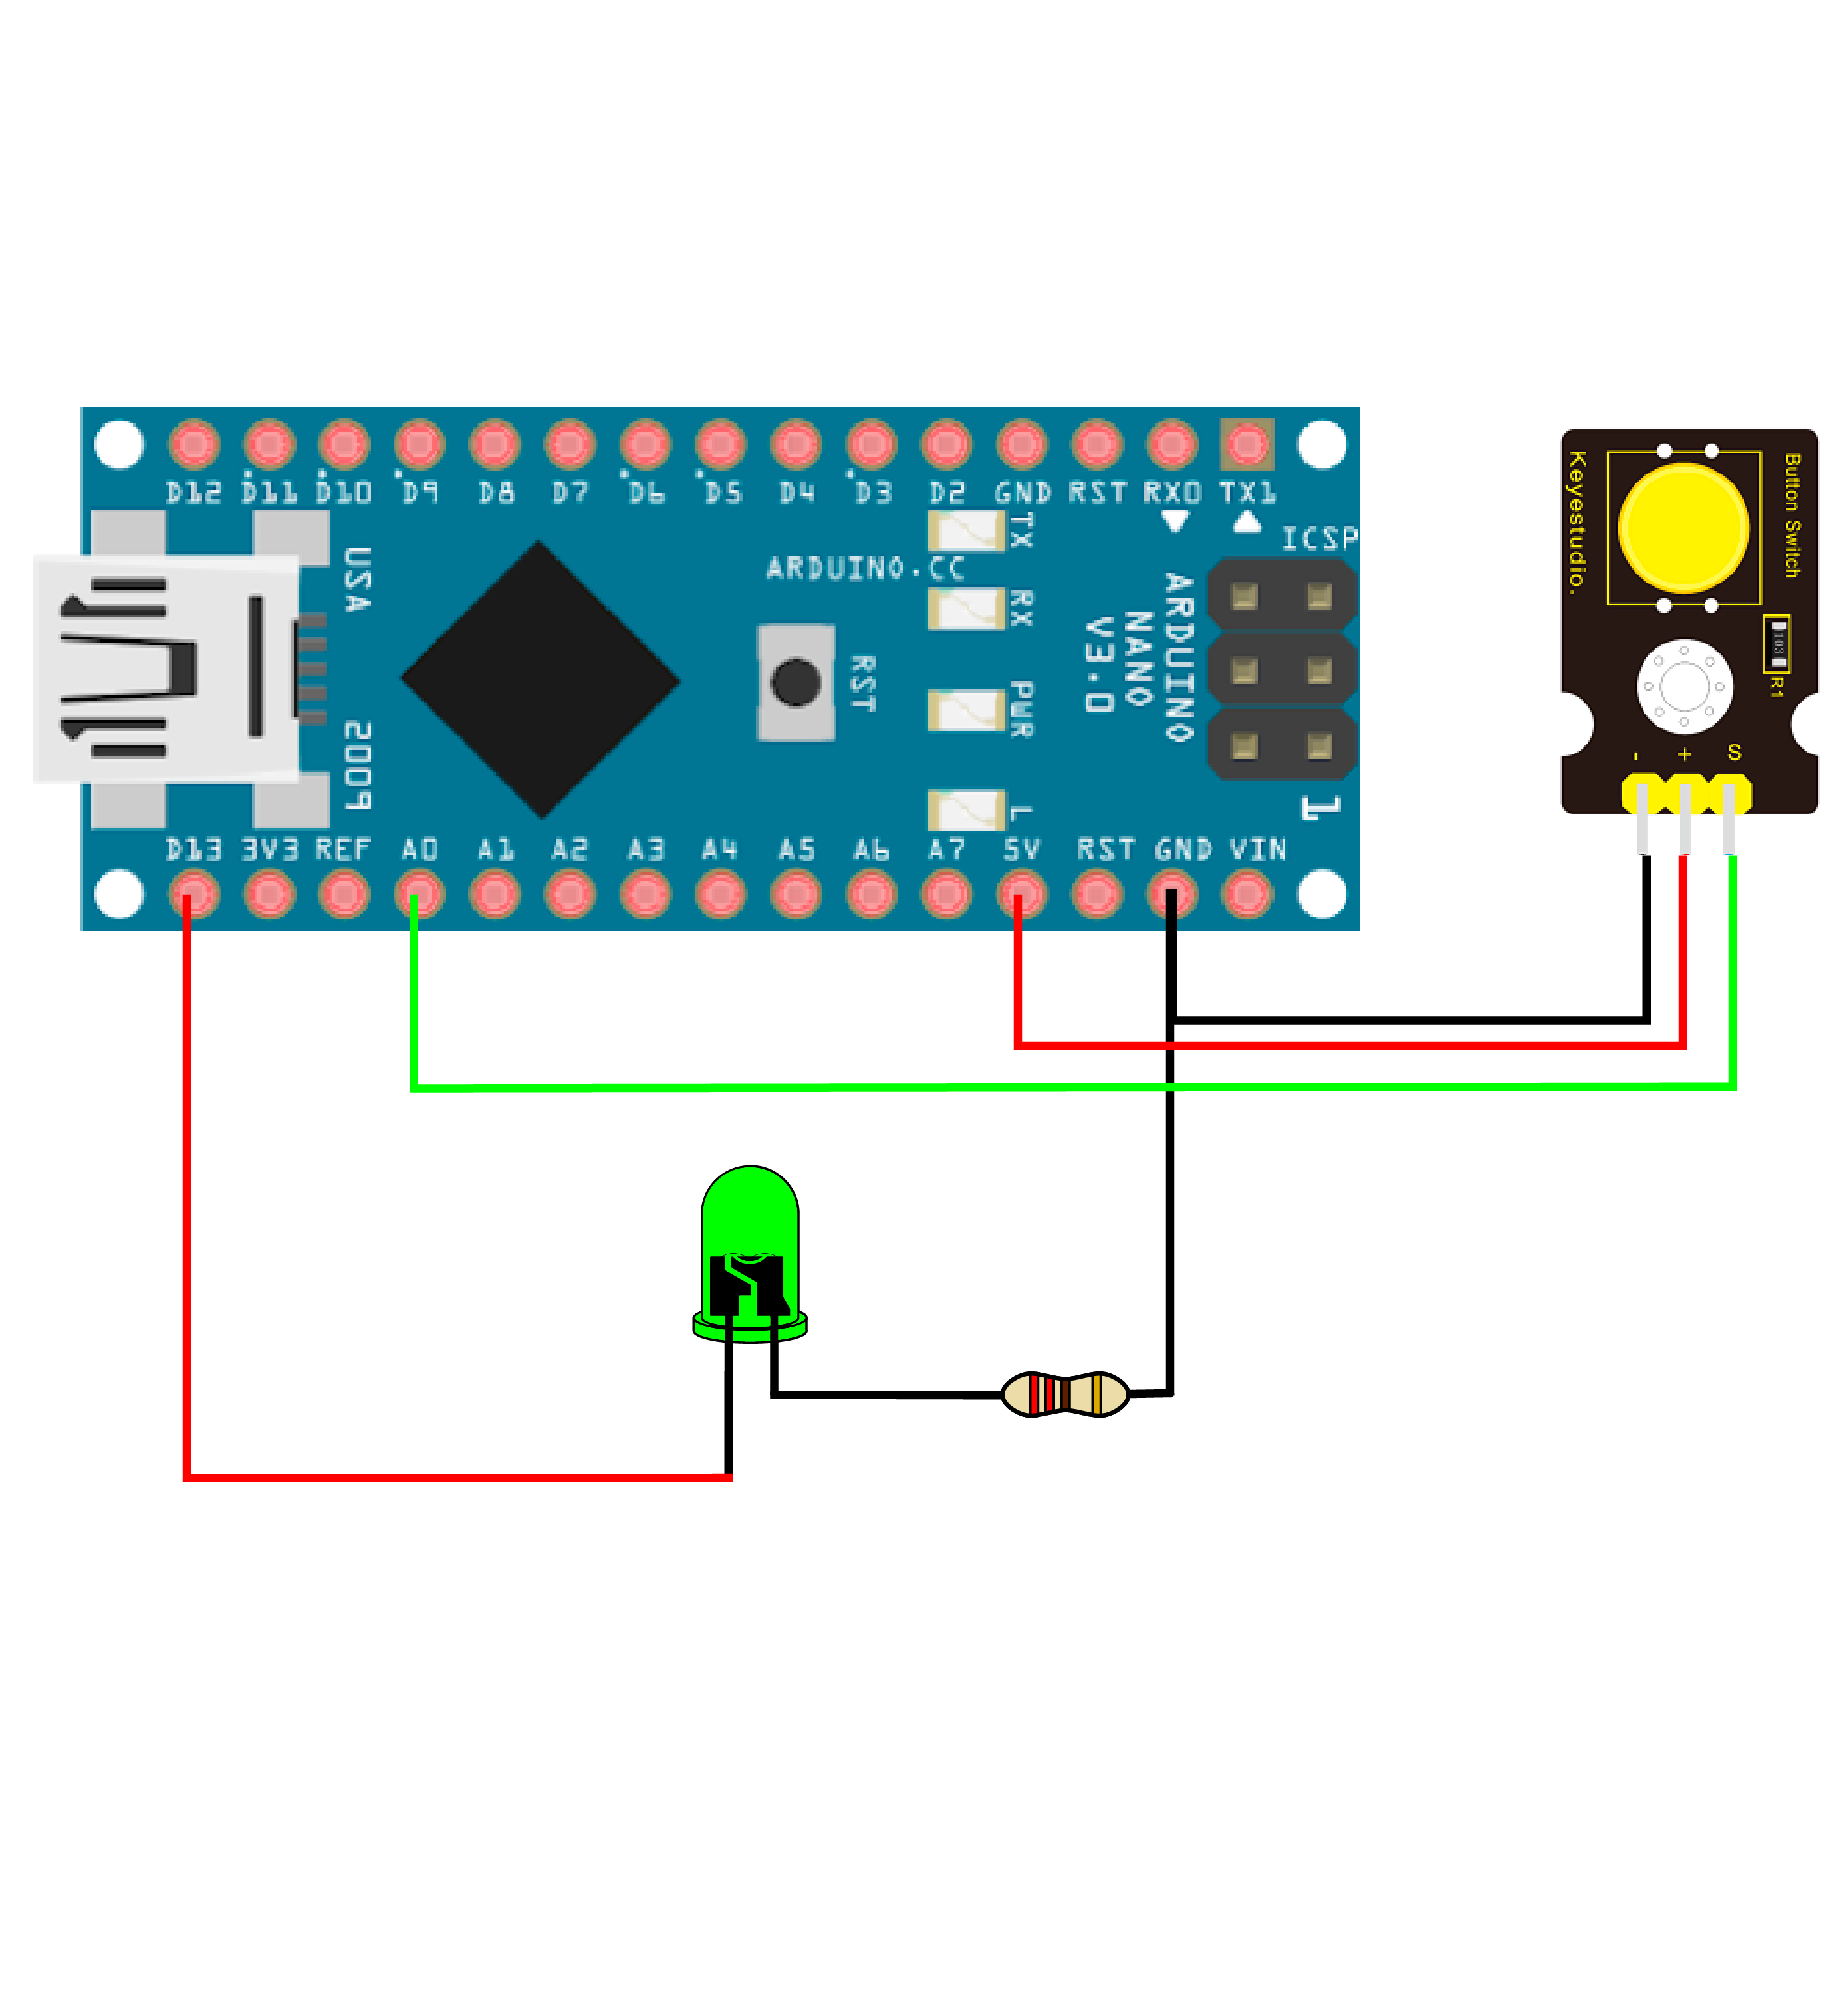 D12 D11 D10 D9 D8 D7 D6 D5 D4 D3 D2 GND RST RX0 TX1
ICSP
TX
ARDUINO.CC
RX
PWR
L
USA
2009
RST
ARDUINO
NANO
V3.0
1
D13 3V3 REF A0 A1 A2 A3 A4 A5 A6 A7 5V RST GND VIN
Keyestudio.
Button Switch
103
R1
- + S